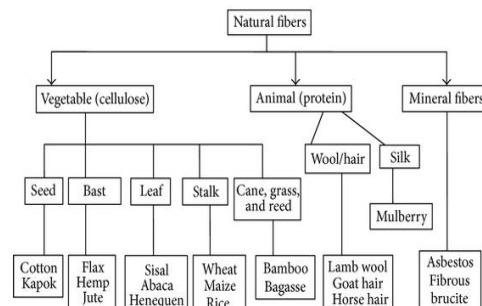 Natural fibers
Vegetable (cellulose)
Animal (protein)
Mineral fibers
Wool/hair
Silk
Seed
Bast
Leaf
Stalk
Cane, grass,
and reed
Mulberry
Cotton
Kapok
Flax
Hemp
Jute
Sisal
Abaca
Henequen
Wheat
Maize
Rice
Bamboo
Bagasse
Lamb wool
Goat hair
Horse hair
Asbestos
Fibrous
brucite